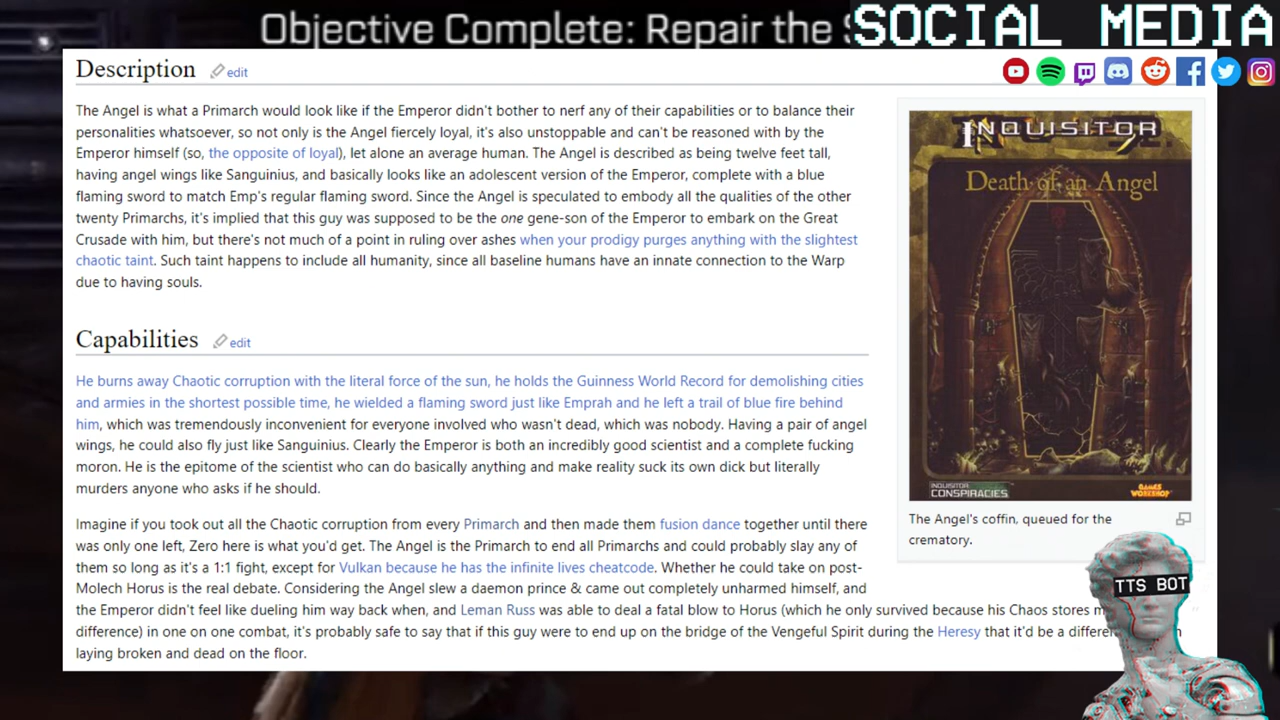 Objective Complete: Repair the
SOCIAL MEDIA
Description edit
The Angel is what a Primarch would look like if the Emperor didn't bother to nerf any of their capabilities or to balance their
personalities whatsoever, so not only is the Angel fiercely loyal, it's also unstoppable and can't be reasoned with by the
Emperor himself (so, the opposite of loyal), let alone an average human. The Angel is described as being twelve feet tall,
having angel wings like Sanguinius, and basically looks like an adolescent version of the Emperor, complete with a blue
flaming sword to match Emp's regular flaming sword. Since the Angel is speculated to embody all the qualities of the other
twenty Primarchs, it's implied that this guy was supposed to be the one gene-son of the Emperor to embark on the Great
Crusade with him, but there's not much of a point in ruling over ashes when your prodigy purges anything with the slightest
chaotic taint. Such taint happens to include all humanity, since all baseline humans have an innate connection to the Warp
due to having souls.
INQUISITOR
Death of an Angel
INQUISITOR
CONSPIRACIES
GAMES
WORKSHOP
The Angel's coffin, queued for the
crematory.
Capabilities edit
He burns away Chaotic corruption with the literal force of the sun, he holds the Guinness World Record for demolishing cities
and armies in the shortest possible time, he wielded a flaming sword just like Emprah and he left a trail of blue fire behind
him, which was tremendously inconvenient for everyone involved who wasn't dead, which was nobody. Having a pair of angel
wings, he could also fly just like Sanguinius. Clearly the Emperor is both an incredibly good scientist and a complete fucking
moron. He is the epitome of the scientist who can do basically anything and make reality suck its own dick but literally
murders anyone who asks if he should.
Imagine if you took out all the Chaotic corruption from every Primarch and then made them fusion dance together until there
was only one left, Zero here is what you'd get. The Angel is the Primarch to end all Primarchs and could probably slay any of
them so long as it's a 1:1 fight, except for Vulkan because he has the infinite lives cheatcode. Whether he could take on post-
Molech Horus is the real debate. Considering the Angel slew a daemon prince & came out completely unharmed himself, and
the Emperor didn't feel like dueling him way back when, and Leman Russ was able to deal a fatal blow to Horus (which he only survived because his Chaos stores
difference) in one on one combat, it's probably safe to say that if this guy were to end up on the bridge of the Vengeful Spirit during the Heresy that it'd be a
laying broken and dead on the floor.
TTS BOT